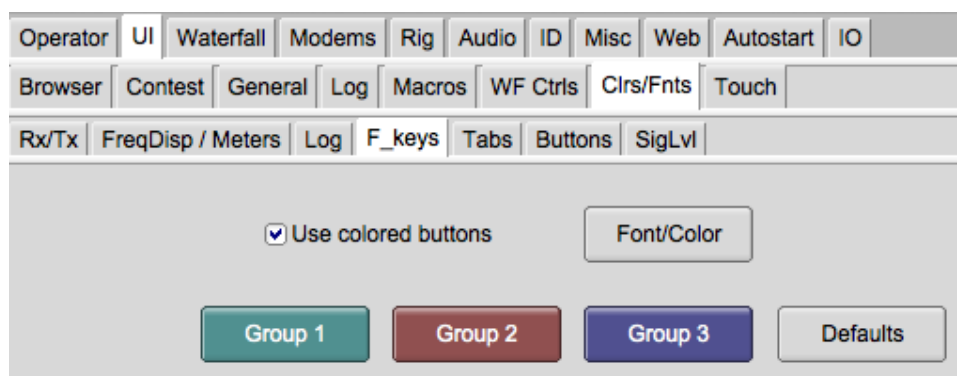 Operator UI Waterfall Modems Rig Audio ID Misc Web Autostart IO
Browser Contest General Log Macros WF Ctrls Clrs/Fnts Touch
Rx/Tx FreqDisp / Meters Log F_keys Tabs Buttons SigLvl
Use colored buttons Font/Color
Group 1 Group 2 Group 3 Defaults